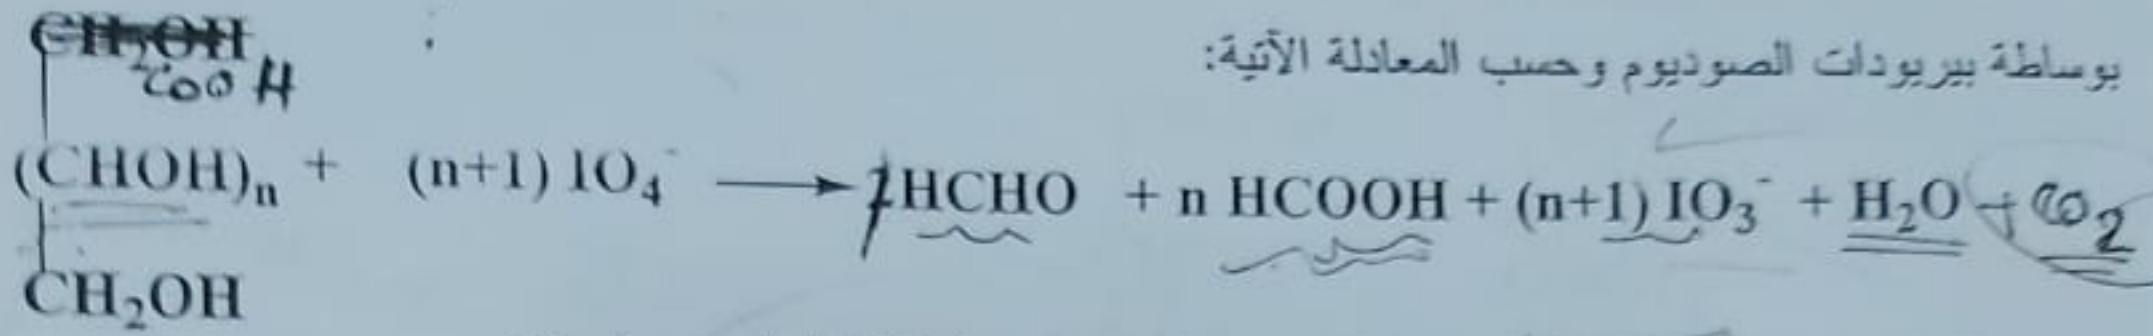 بوساطة بيريودات الصوديوم وحسب المعادلة الآتية:
CH₂OH
COOH
(CHOH)ₙ + (n+1) IO₄⁻ ⟶ HCHO + n HCOOH + (n+1) IO₃⁻ + H₂O + CO₂
CH₂OH